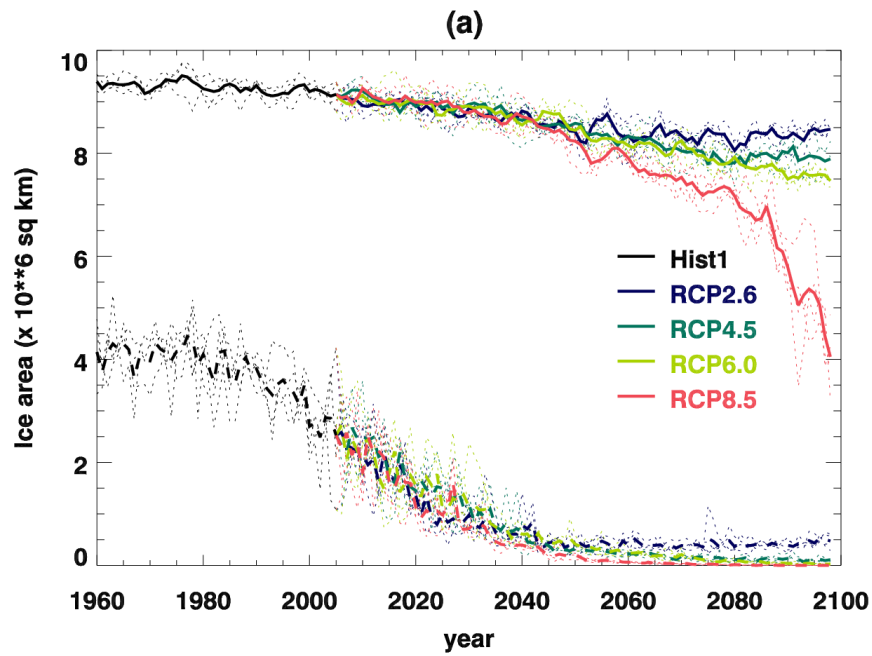 (a)
10
8
6
4
2
0
Ice area (x 10**6 sq km)
Hist1
RCP2.6
RCP4.5
RCP6.0
RCP8.5
1960 1980 2000 2020 2040 2060 2080 2100
year